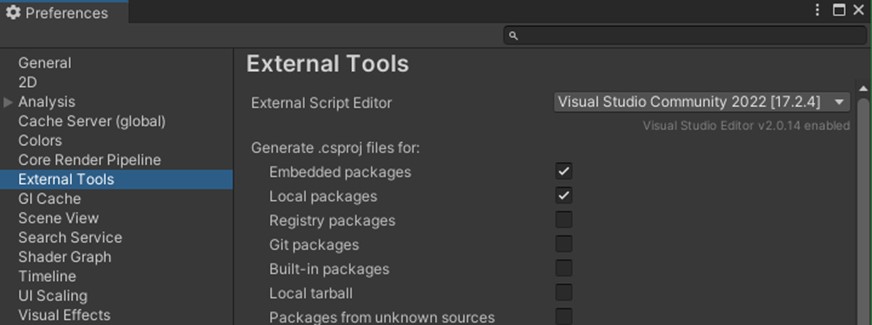 Preferences
General
2D
Analysis
Cache Server (global)
Colors
Core Render Pipeline
External Tools
GI Cache
Scene View
Search Service
Shader Graph
Timeline
UI Scaling
Visual Effects
External Tools
External Script Editor
Visual Studio Community 2022 [17.2.4]
Visual Studio Editor v2.0.14 enabled
Generate .csproj files for:
Embedded packages
Local packages
Registry packages
Git packages
Built-in packages
Local tarball
Packages from unknown sources